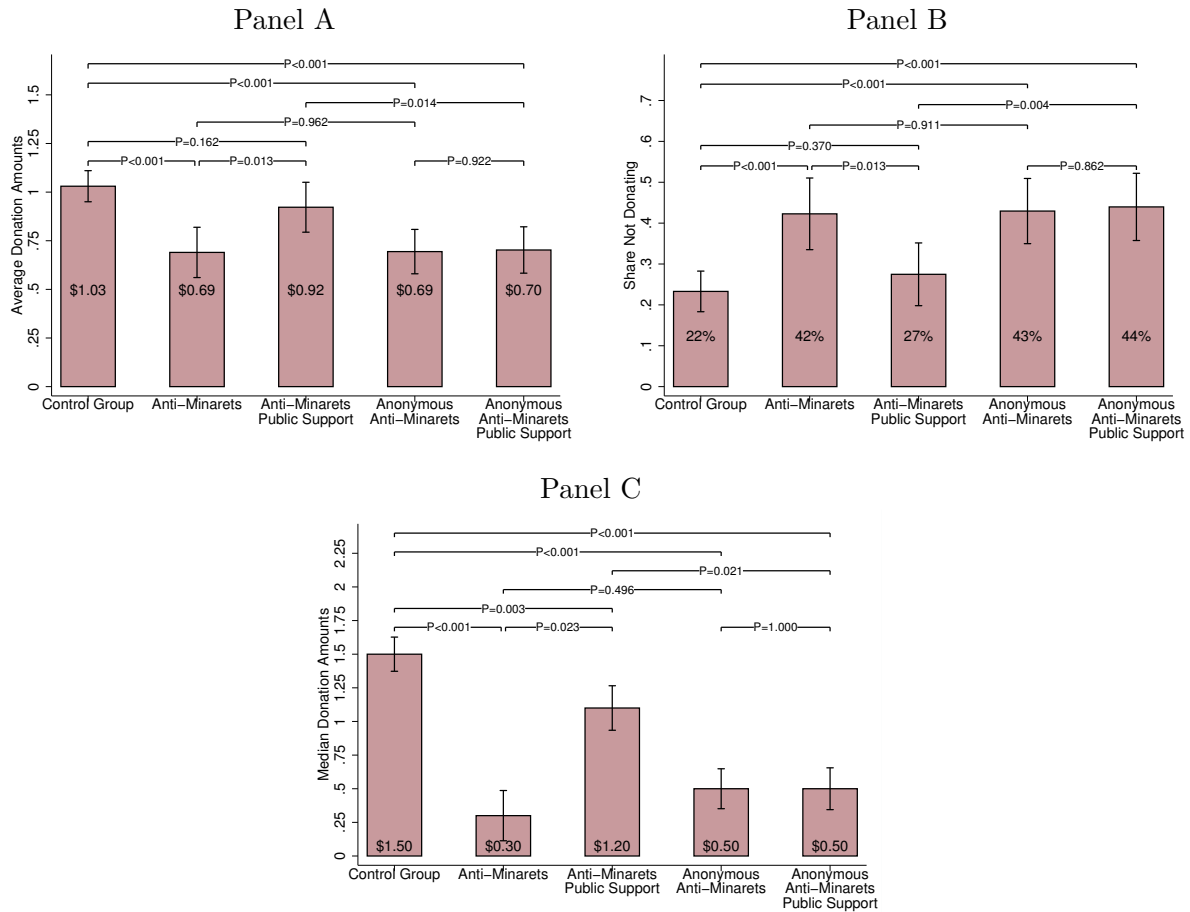 Panel A
P<0.001
P<0.001
P=0.014
P=0.962
P=0.162
P<0.001 P=0.013 P=0.922
Average Donation Amounts
1.5
1.25
1
.75
.5
.25
0
$1.03 $0.69 $0.92 $0.69 $0.70
Control Group Anti−Minarets Anti−Minarets Anonymous Anonymous
Public Support Anti−Minarets Anti−Minarets
Public Support
Panel B
P<0.001
P<0.001
P=0.004
P=0.911
P=0.370
P<0.001 P=0.013 P=0.862
Share Not Donating
.7
.6
.5
.4
.3
.2
.1
0
22% 42% 27% 43% 44%
Control Group Anti−Minarets Anti−Minarets Anonymous Anonymous
Public Support Anti−Minarets Anti−Minarets
Public Support
Panel C
P<0.001
P<0.001
P=0.021
P=0.496
P=0.003
P<0.001 P=0.023 P=1.000
Median Donation Amounts
2.25
2
1.75
1.5
1.25
1
.75
.5
.25
0
$1.50 $0.30 $1.20 $0.50 $0.50
Control Group Anti−Minarets Anti−Minarets Anonymous Anonymous
Public Support Anti−Minarets Anti−Minarets
Public Support